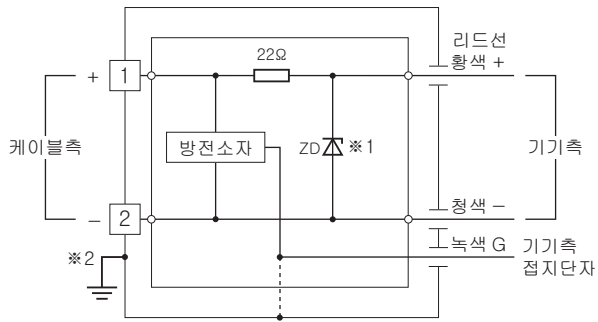 리드선
황색 +
22Ω
+ 1
케이블측
방전소자
ZD ※1
기기측
- 2
청색 -
※2
녹색 G
기기측
접지단자